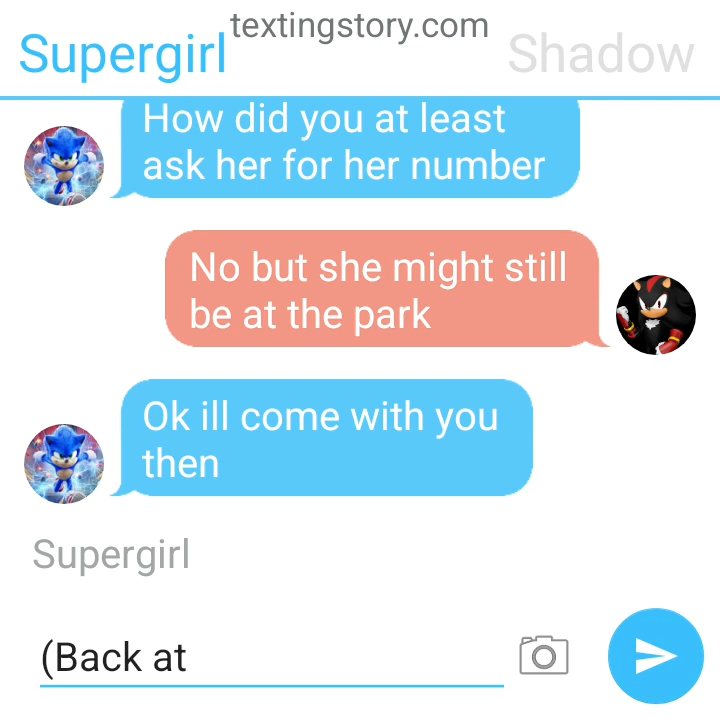 textingstory.com
Supergirl
Shadow
How did you at least
ask her for her number
No but she might still
be at the park
Ok ill come with you
then
Supergirl
(Back at